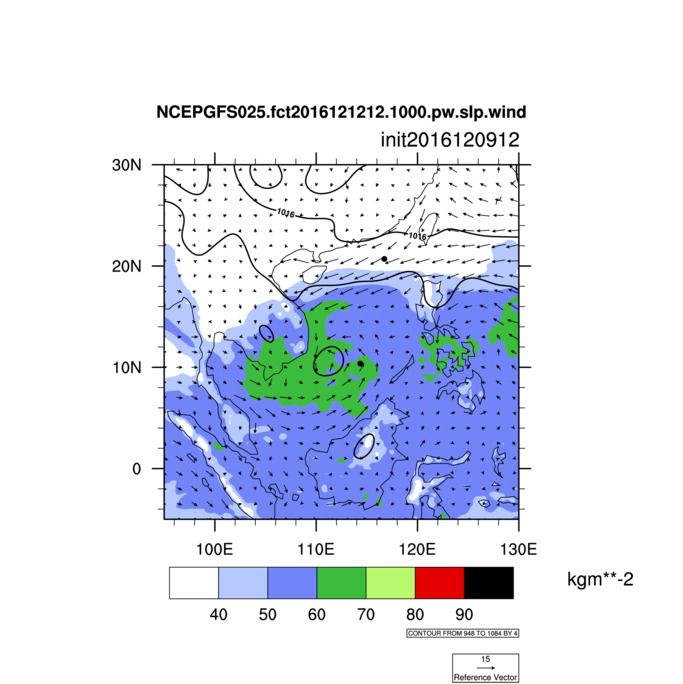 NCEPGFS025.fct2016121212.1000.pw.slp.wind
init2016120912
30N
1016
1016
20N
10N
0
100E 110E 120E 130E
kgm**-2
40 50 60 70 80 90
CONTOUR FROM 948 TO 1084 BY 4
15
Reference Vector